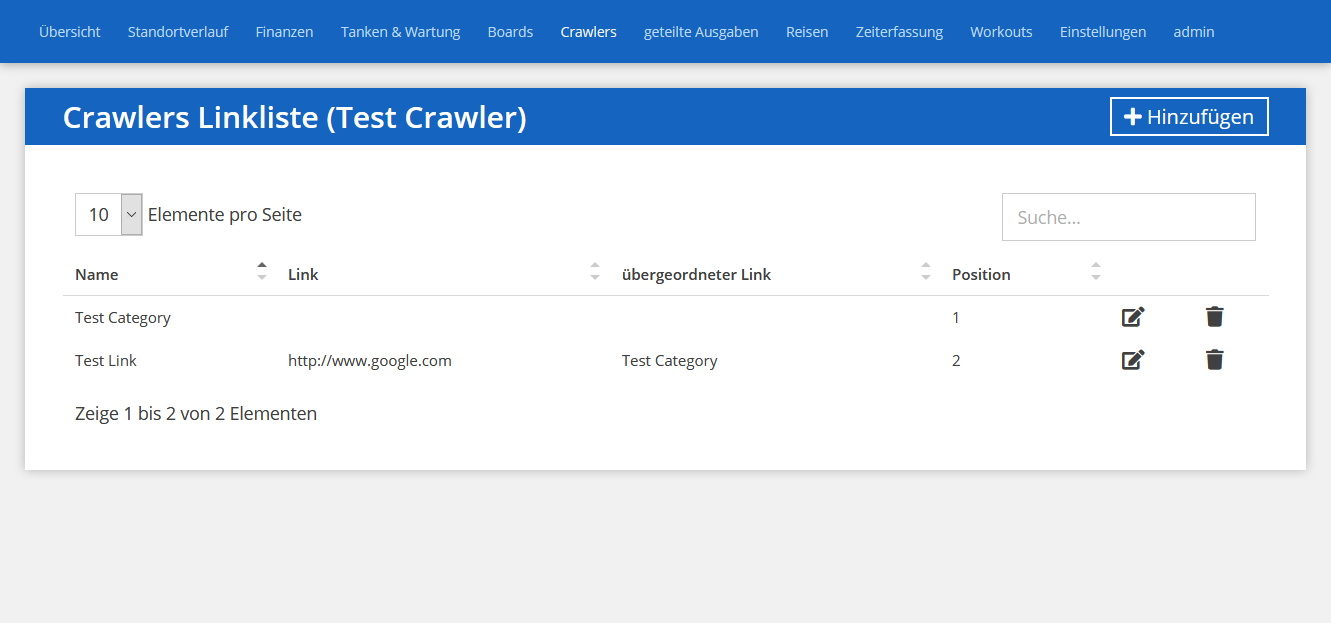 Übersicht Standortverlauf Finanzen Tanken & Wartung Boards Crawlers geteilte Ausgaben Reisen Zeiterfassung Workouts Einstellungen admin
Crawlers Linkliste (Test Crawler) Hinzufügen
10 Elemente pro Seite Suche...
Name Link übergeordneter Link Position
Test Category 1
Test Link http://www.google.com Test Category 2
Zeige 1 bis 2 von 2 Elementen